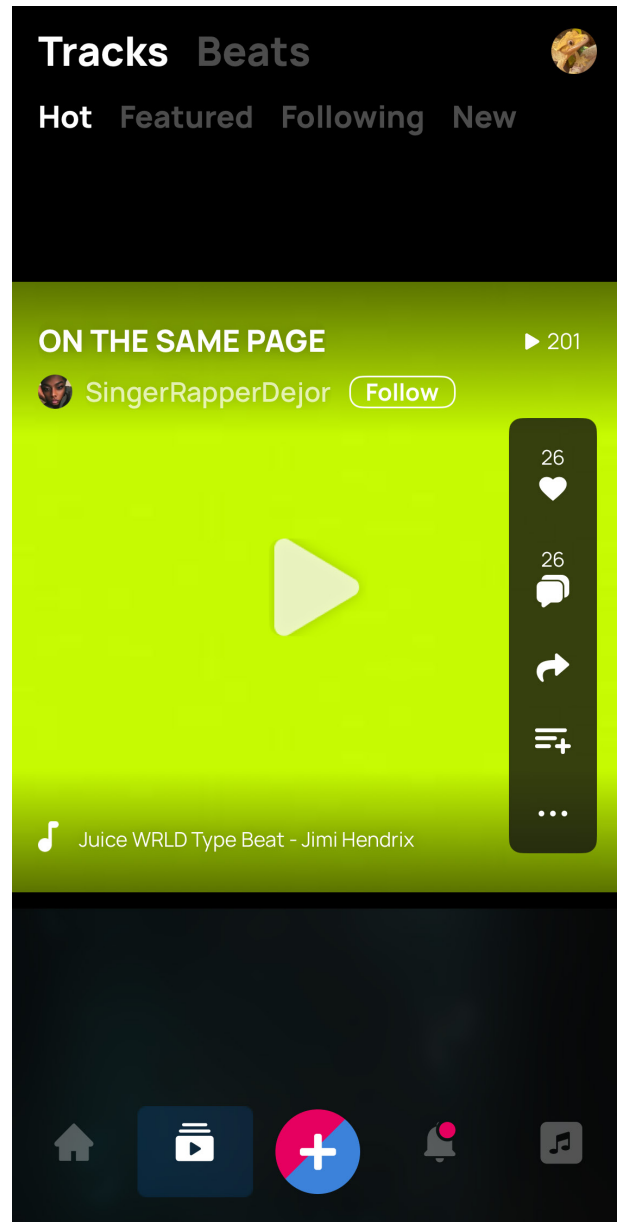 Tracks Beats
Hot Featured Following New
ON THE SAME PAGE 201
SingerRapperDejor Follow
26
26
Juice WRLD Type Beat - Jimi Hendrix